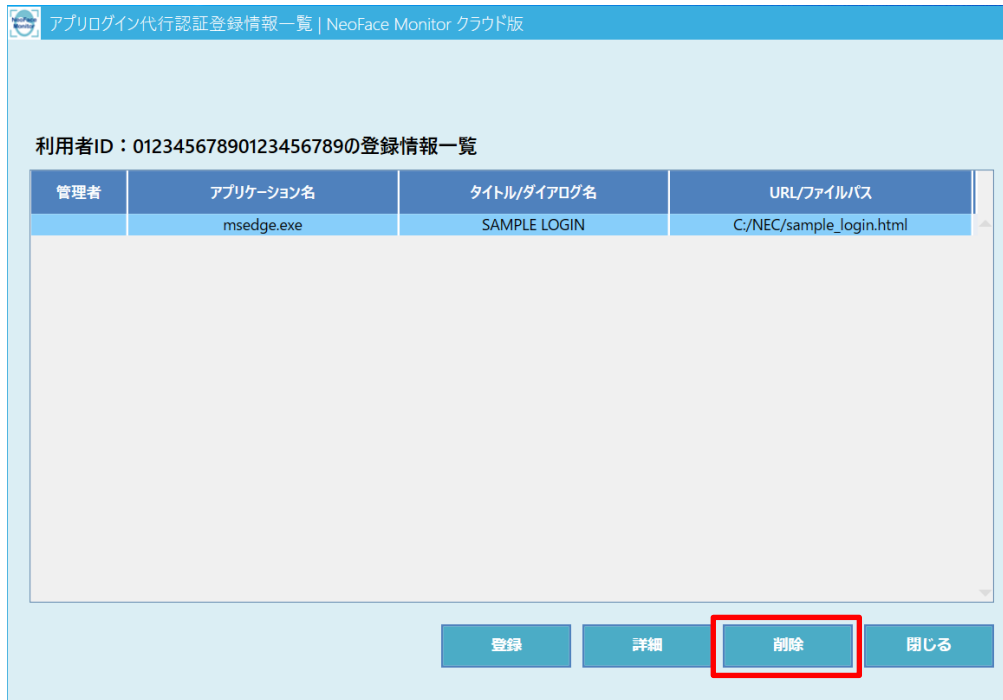 NeoFace Monitor
アプリログイン代行認証登録情報一覧 | NeoFace Monitor クラウド版
利用者ID：01234567890123456789の登録情報一覧
管理者 アプリケーション名 タイトル/ダイアログ名 URL/ファイルパス
msedge.exe SAMPLE LOGIN C:/NEC/sample_login.html
登録 詳細 削除 閉じる